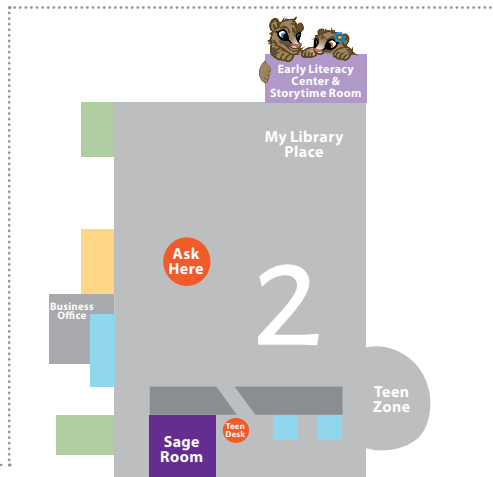 Early Literacy
Center &
Storytime Room
My Library
Place
Ask
Here
2
Business
Office
Teen
Zone
Teen
Desk
Sage
Room